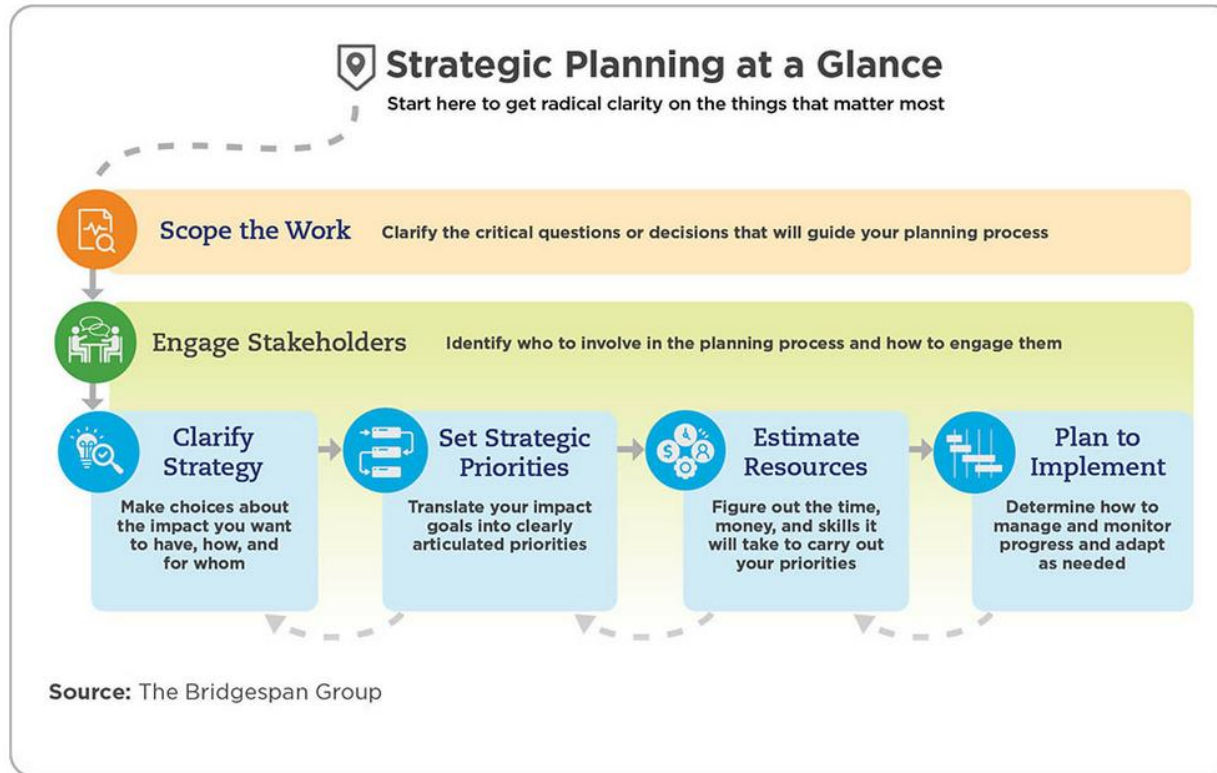 Strategic Planning at a Glance
Start here to get radical clarity on the things that matter most
Scope the Work
Clarify the critical questions or decisions that will guide your planning process
Engage Stakeholders
Identify who to involve in the planning process and how to engage them
Clarify
Strategy
Make choices about
the impact you want
to have, how, and
for whom
Set Strategic
Priorities
Translate your impact
goals into clearly
articulated priorities
$
Estimate
Resources
Figure out the time,
money, and skills it
will take to carry out
your priorities
Plan to
Implement
Determine how to
manage and monitor
progress and adapt
as needed
Source: The Bridgespan Group